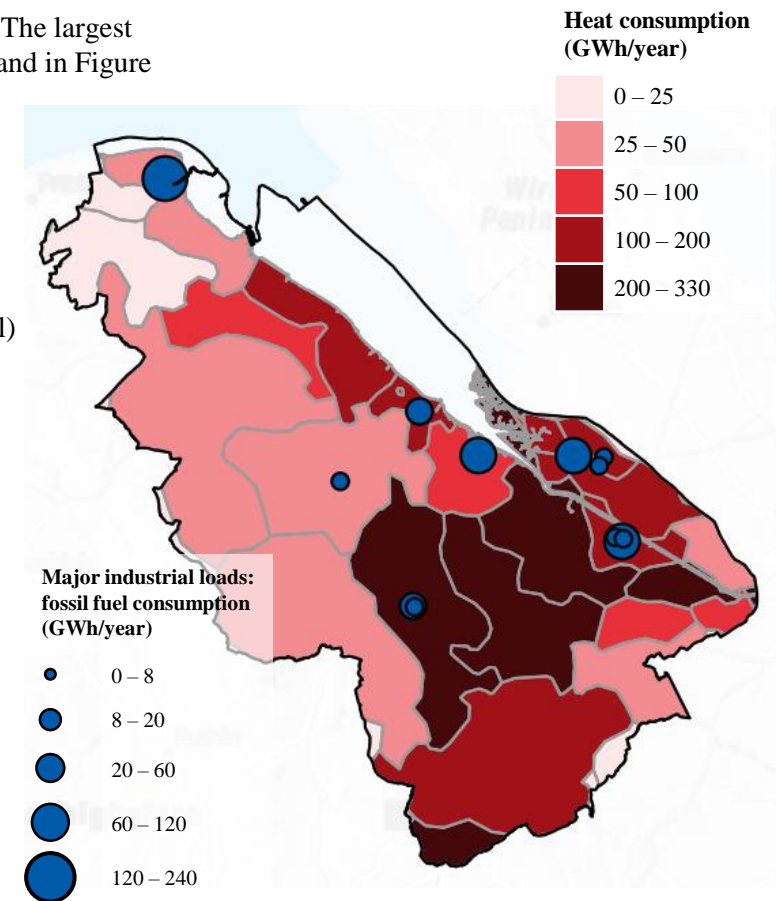 The largest
and in Figure
Heat consumption
(GWh/year)
0 – 25
25 – 50
50 – 100
100 – 200
200 – 330
l)
Major industrial loads:
fossil fuel consumption
(GWh/year)
0 – 8
8 – 20
20 – 60
60 – 120
120 – 240